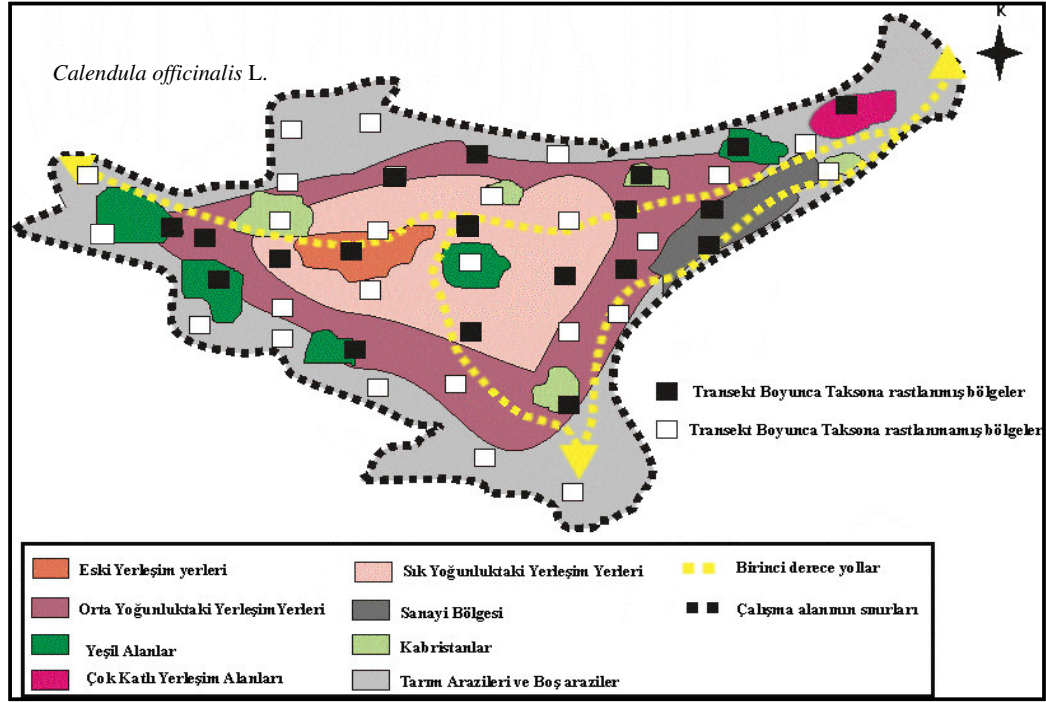 K
Calendula officinalis L.
Transekt Boyunca Taksona rastlanmış bölgeler
Transekt Boyunca Taksona rastlanmamış bölgeler
Eski Yerleşim yerleri
Sık Yoğunluktaki Yerleşim Yerleri
Birinci derece yollar
Orta Yoğunluktaki Yerleşim Yerleri
Sanayi Bölgesi
Çalışma alanının sınırları
Yeşil Alanlar
Kabristanlar
Çok Katlı Yerleşim Alanları
Tarım Arazileri ve Boş araziler